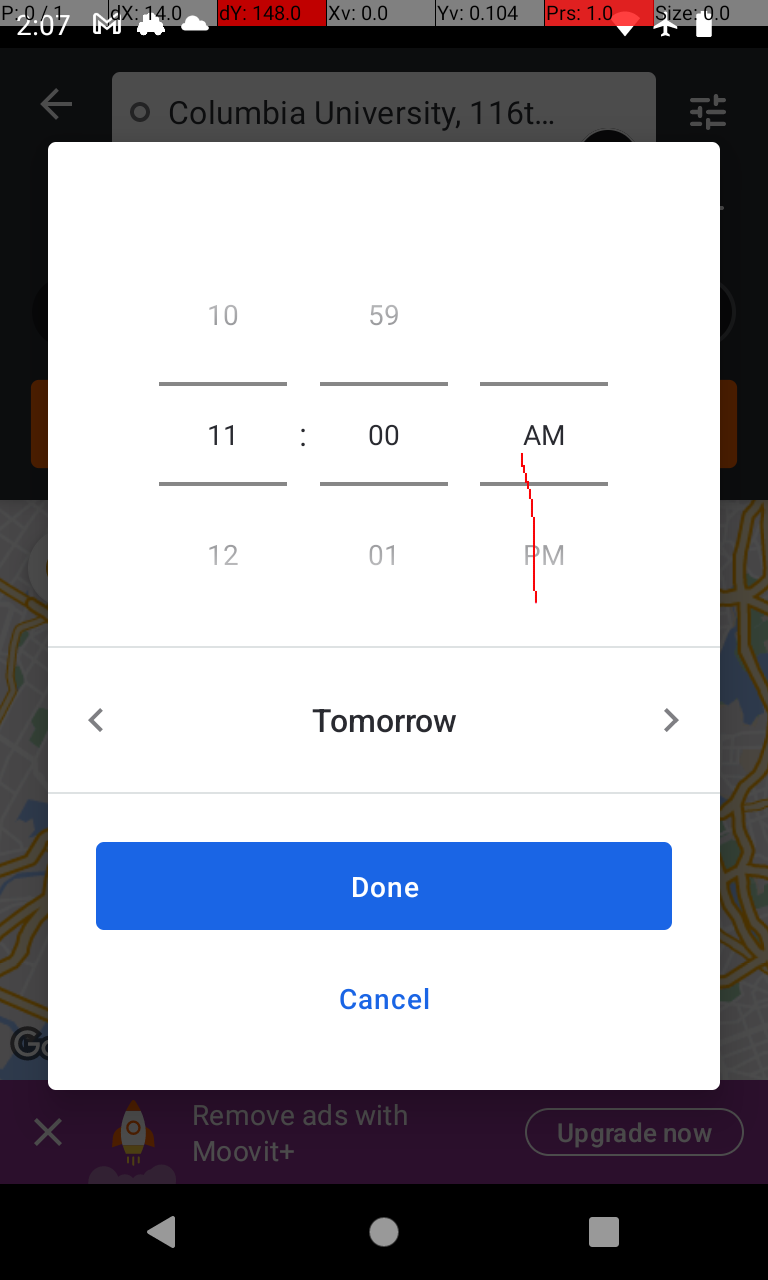 P: 0 / 1 dX: 14.0 dY: 148.0 Xv: 0.0 Yv: 0.104 Prs: 1.0 Size: 0.0
2:07
Columbia University, 116t...
10 59
11 : 00 AM
12 01 PM
Tomorrow
Done
Cancel
Remove ads with
Moovit+
Upgrade now